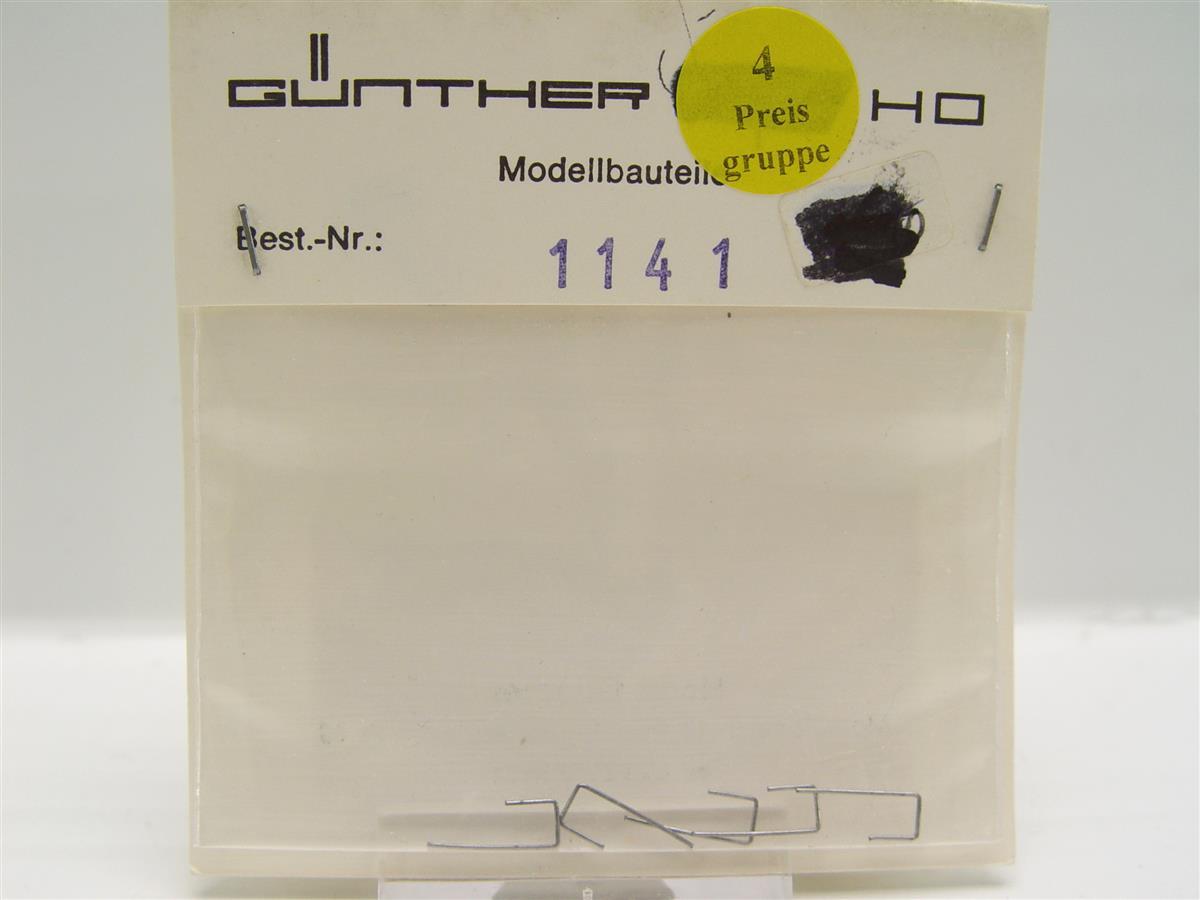 GÜNTHER HO
4
Preis
gruppe
Modellbauteile
Best.-Nr.: 1141